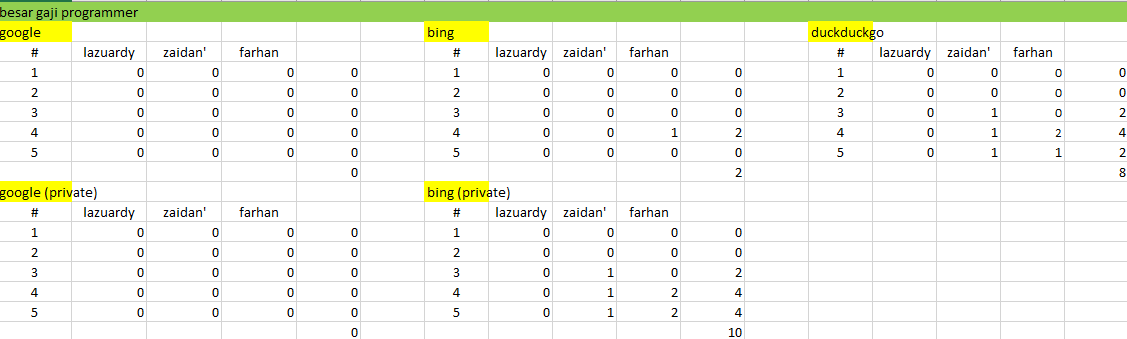 besar gaji programmer
google bing duckduckgo
# lazuardy zaidan' farhan # lazuardy zaidan' farhan # lazuardy zaidan' farhan
1 0 0 0 0 1 0 0 0 0 1 0 0 0 0
2 0 0 0 0 2 0 0 0 0 2 0 0 0 0
3 0 0 0 0 3 0 0 0 0 3 0 1 0 2
4 0 0 0 0 4 0 0 1 2 4 0 1 2 4
5 0 0 0 0 5 0 0 0 0 5 0 1 1 2
0 2 8
google (private) bing (private)
# lazuardy zaidan' farhan # lazuardy zaidan' farhan
1 0 0 0 0 1 0 0 0 0
2 0 0 0 0 2 0 0 0 0
3 0 0 0 0 3 0 1 0 2
4 0 0 0 0 4 0 1 2 4
5 0 0 0 0 5 0 1 2 4
0 10